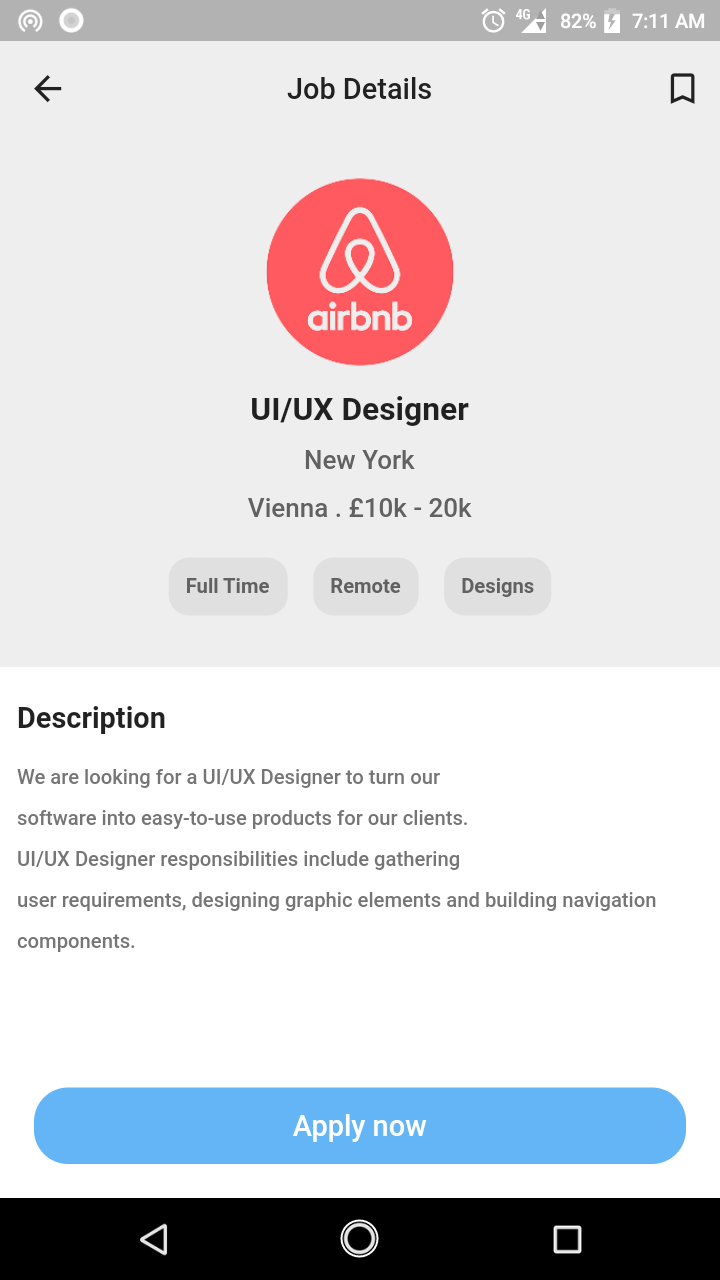 4G 82% 7:11 AM
Job Details
airbnb
UI/UX Designer
New York
Vienna . £10k - 20k
Full Time Remote Designs
Description
We are looking for a UI/UX Designer to turn our
software into easy-to-use products for our clients.
UI/UX Designer responsibilities include gathering
user requirements, designing graphic elements and building navigation
components.
Apply now